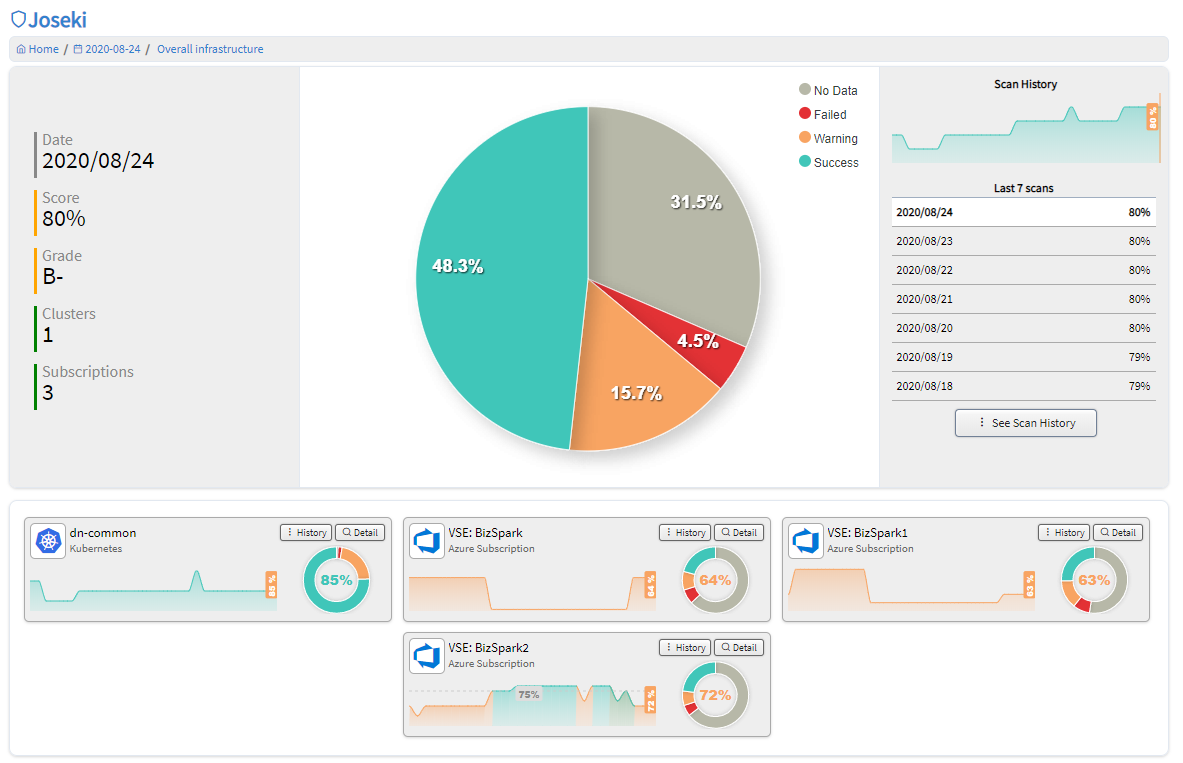 Joseki
Home / 2020-08-24 / Overall infrastructure
Date
2020/08/24
Score
80%
Grade
B-
Clusters
1
Subscriptions
3
No Data
Failed
Warning
Success
31.5%
4.5%
15.7%
48.3%
Scan History
80 %
Last 7 scans
2020/08/24 80%
2020/08/23 80%
2020/08/22 80%
2020/08/21 80%
2020/08/20 80%
2020/08/19 79%
2020/08/18 79%
See Scan History
dn-common
Kubernetes
History
Detail
85 %
85%
VSE: BizSpark
Azure Subscription
History
Detail
64 %
64%
VSE: BizSpark1
Azure Subscription
History
Detail
63 %
63%
VSE: BizSpark2
Azure Subscription
History
Detail
75%
72 %
72%